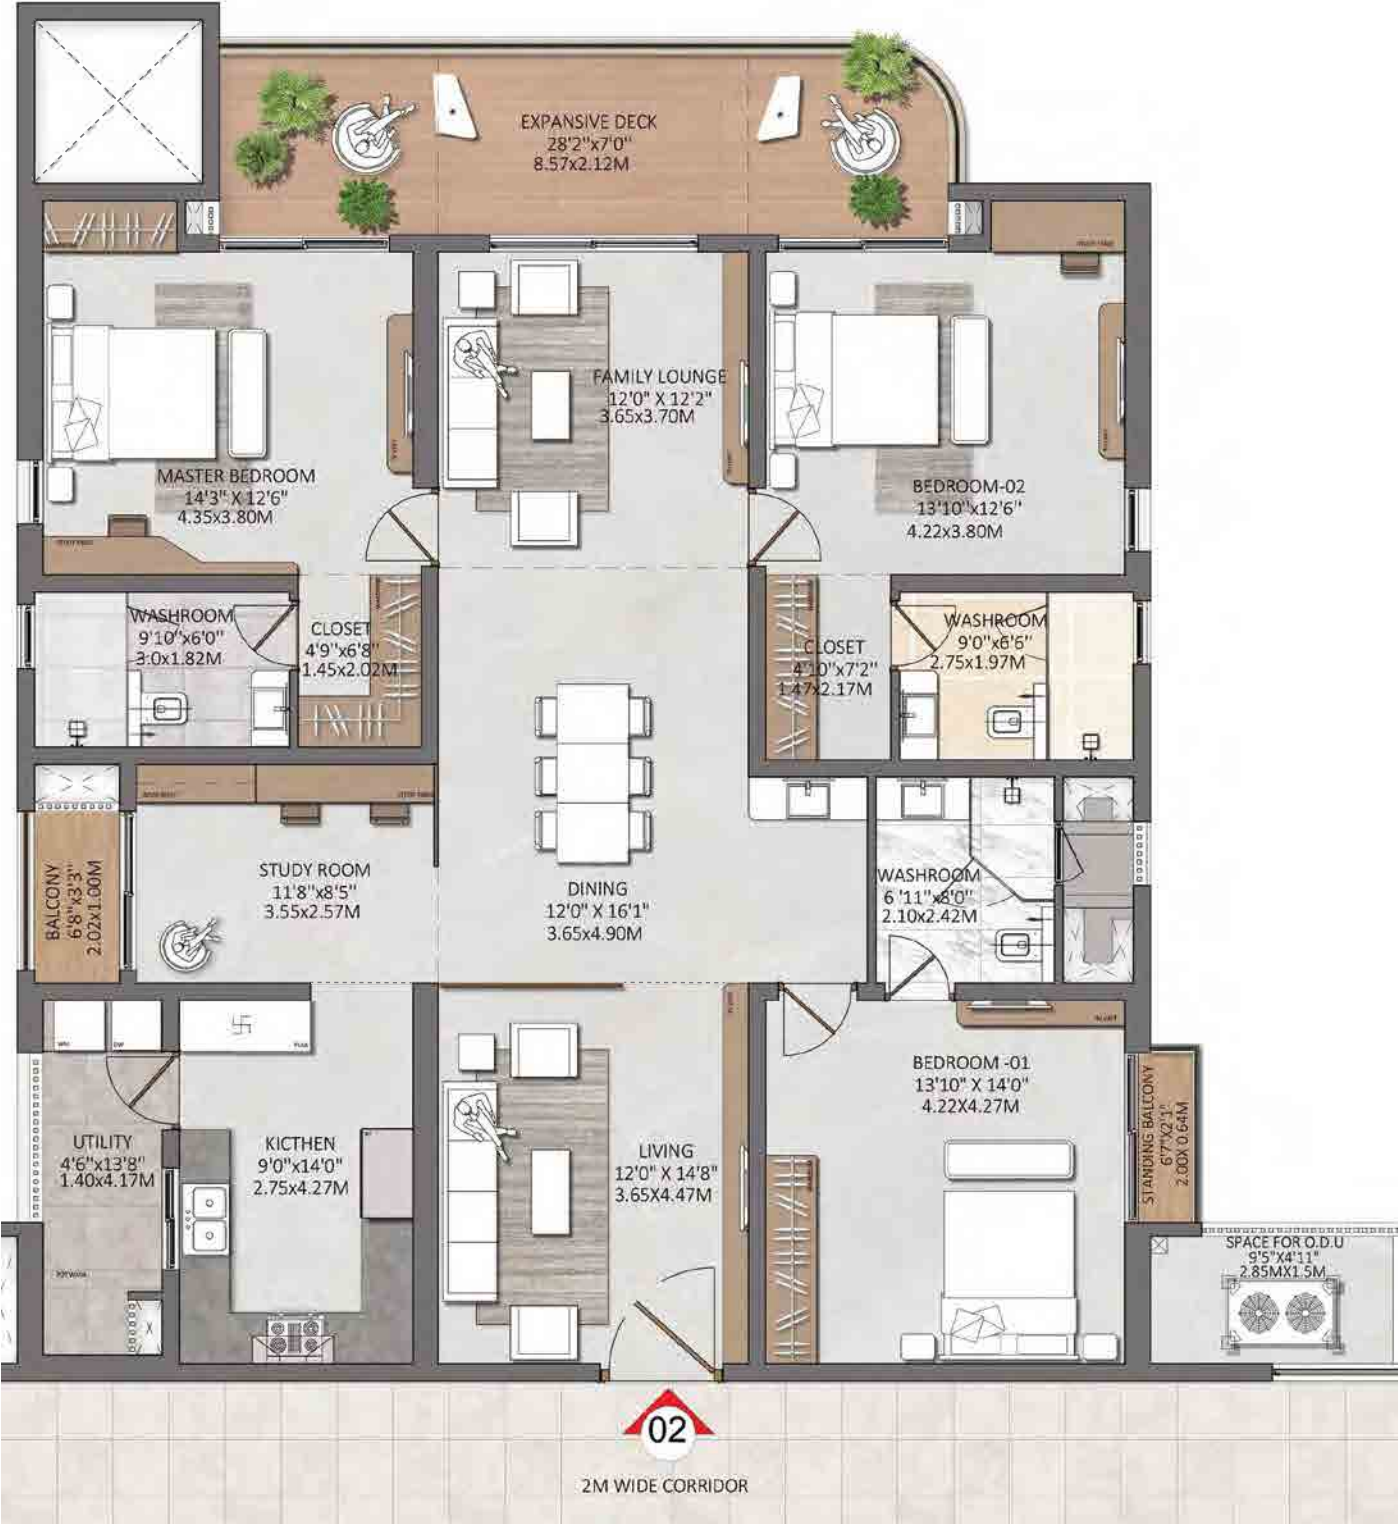 EXPANSIVE DECK
28'2"x7'0"
8.57x2.12M
FAMILY LOUNGE
12'0" X 12'2"
3.65x3.70M
MASTER BEDROOM
14'3" X 12'6"
4.35x3.80M
BEDROOM-02
13'10"x12'6"
4.22x3.80M
WASHROOM
9'10"x6'0"
3.0x1.82M
CLOSET
4'9"x6'8"
1.45x2.02M
CLOSET
4'10"x7'2"
1.47x2.17M
WASHROOM
9'0"x6'6"
2.75x1.97M
BALCONY
6'8"x3'3"
2.02x1.00M
STUDY ROOM
11'8"x8'5"
3.55x2.57M
DINING
12'0" X 16'1"
3.65x4.90M
WASHROOM
6'11"x8'0"
2.10x2.42M
UTILITY
4'6"x13'8"
1.40x4.17M
KICTHEN
9'0"x14'0"
2.75x4.27M
LIVING
12'0" X 14'8"
3.65X4.47M
BEDROOM -01
13'10" X 14'0"
4.22X4.27M
STANDING BALCONY
6'7"X2'1"
2.00X 0.64M
SPACE FOR O.D.U
9'5"X4'11"
2.85MX1.5M
02
2M WIDE CORRIDOR